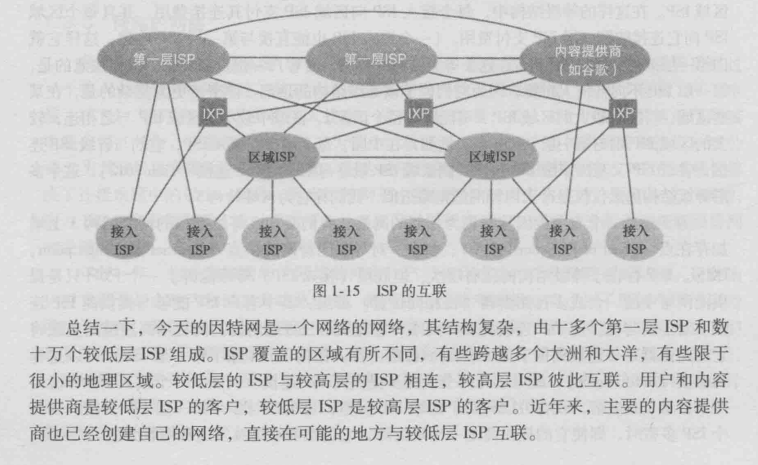 第一层ISP
第一层ISP
内容提供商
（如谷歌）
IXP
IXP
IXP
区域ISP
区域ISP
接入
ISP
接入
ISP
接入
ISP
接入
ISP
接入
ISP
接入
ISP
接入
ISP
接入
ISP
图 1-15 ISP 的互联
总结一下，今天的因特网是一个网络的网络，其结构复杂，由十多个第一层 ISP 和数
十万个较低层 ISP 组成。ISP 覆盖的区域有所不同，有些跨越多个大洲和大洋，有些限于
很小的地理区域。较低层的 ISP 与较高层的 ISP 相连，较高层 ISP 彼此互联。用户和内容
提供商是较低层 ISP 的客户，较低层 ISP 是较高层 ISP 的客户。近年来，主要的内容提供
商也已经创建自己的网络，直接在可能的地方与较低层 ISP 互联。